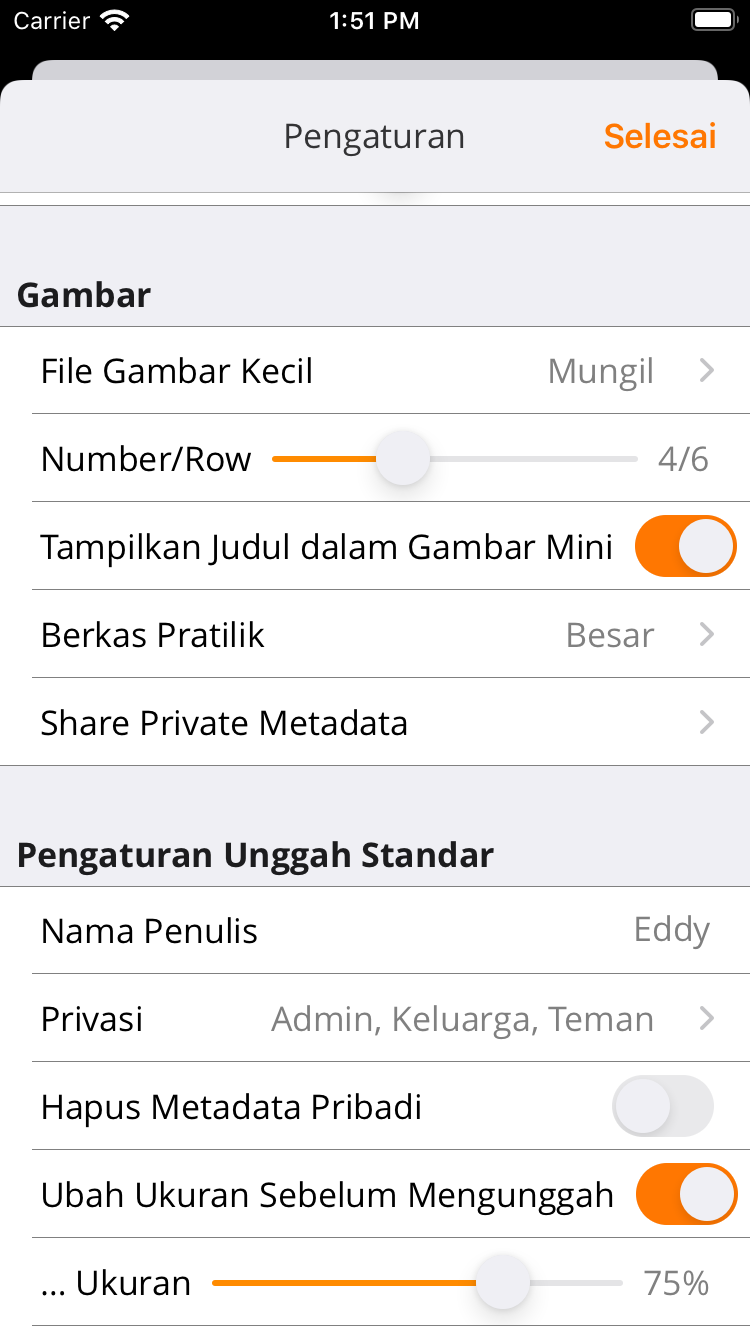 Carrier 1:51 PM
Pengaturan Selesai
Gambar
File Gambar Kecil Mungil
Number/Row 4/6
Tampilkan Judul dalam Gambar Mini
Berkas Pratilik Besar
Share Private Metadata
Pengaturan Unggah Standar
Nama Penulis Eddy
Privasi Admin, Keluarga, Teman
Hapus Metadata Pribadi
Ubah Ukuran Sebelum Mengunggah
... Ukuran 75%